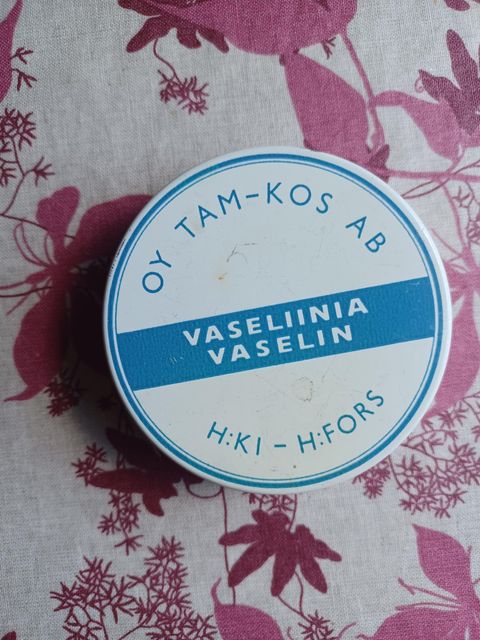 OY TAM-KOS AB
VASELIINIA
VASELIN
H:KI - H:FORS